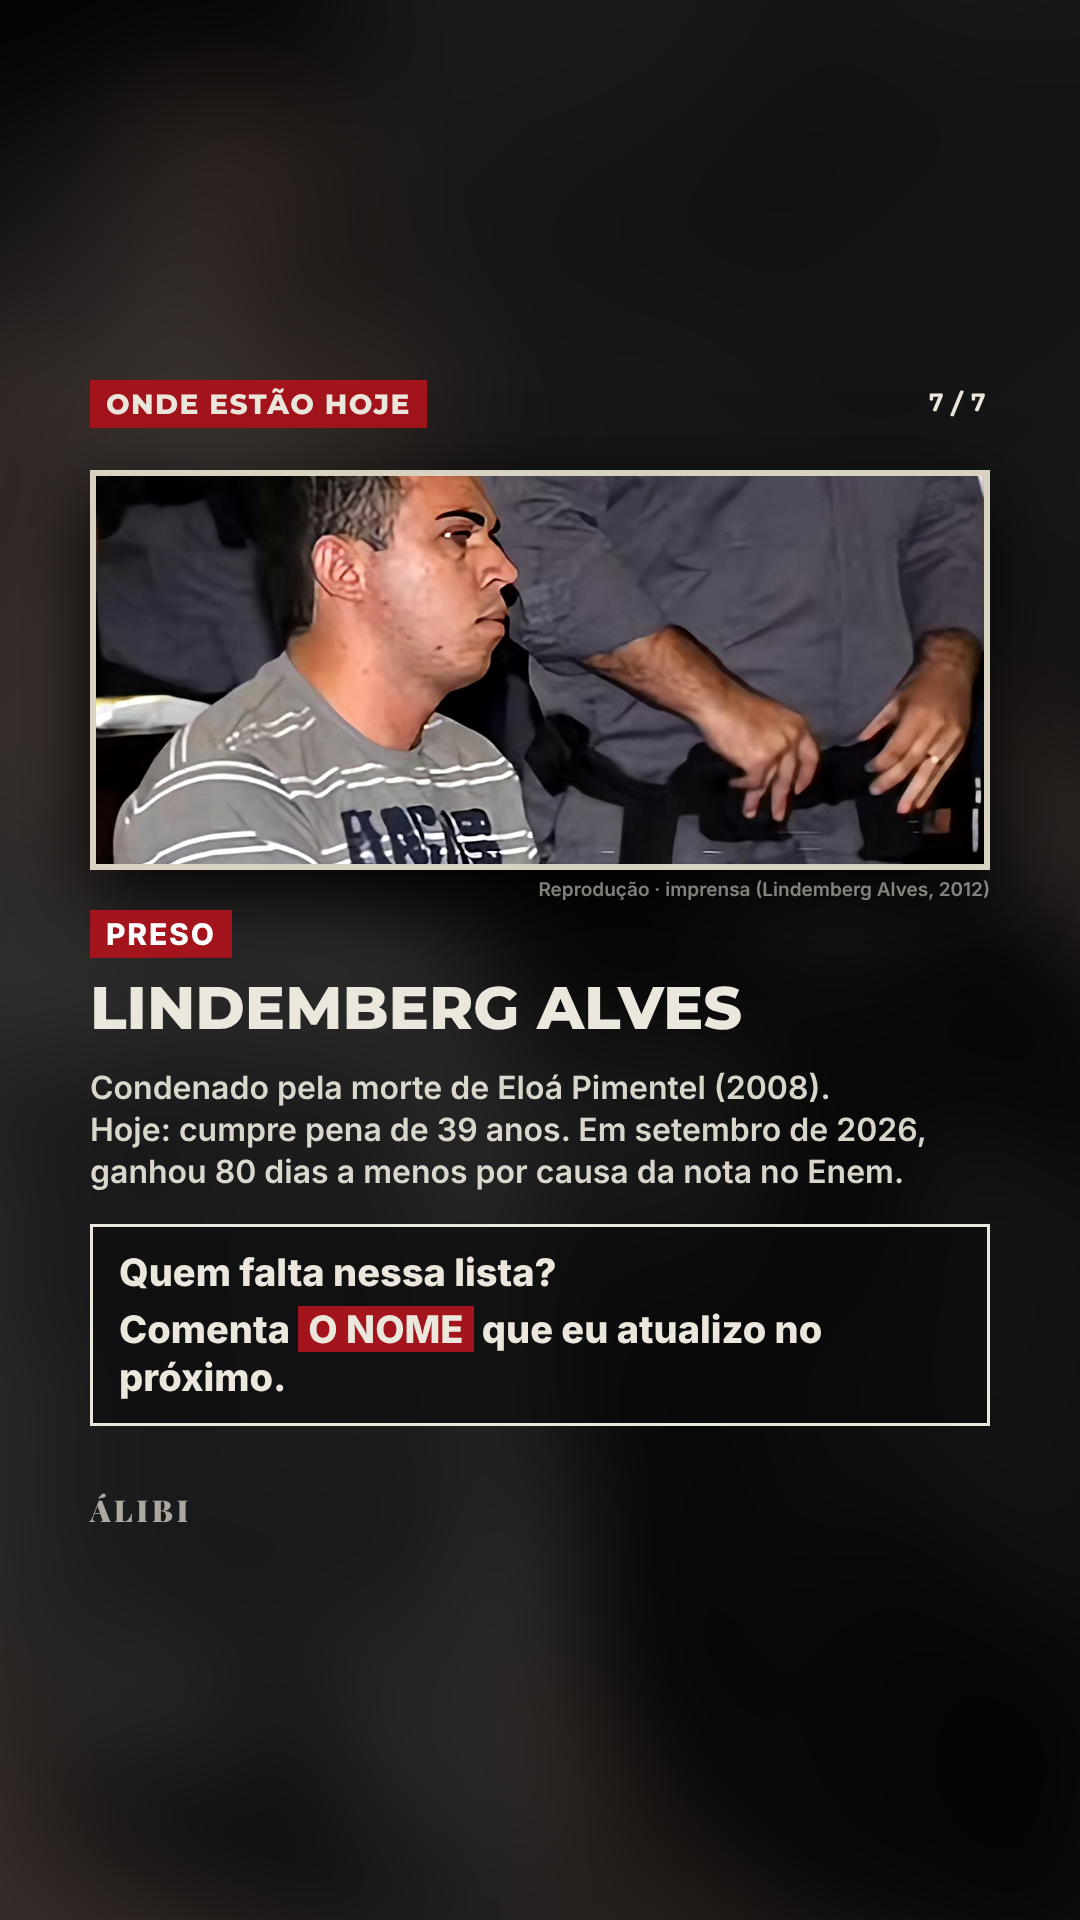 ONDE ESTÃO HOJE
7 / 7
Reprodução · imprensa (Lindemberg Alves, 2012)
PRESO
LINDEMBERG ALVES
Condenado pela morte de Eloá Pimentel (2008).
Hoje: cumpre pena de 39 anos. Em setembro de 2026,
ganhou 80 dias a menos por causa da nota no Enem.
Quem falta nessa lista?
Comenta O NOME que eu atualizo no
próximo.
ÁLIBI